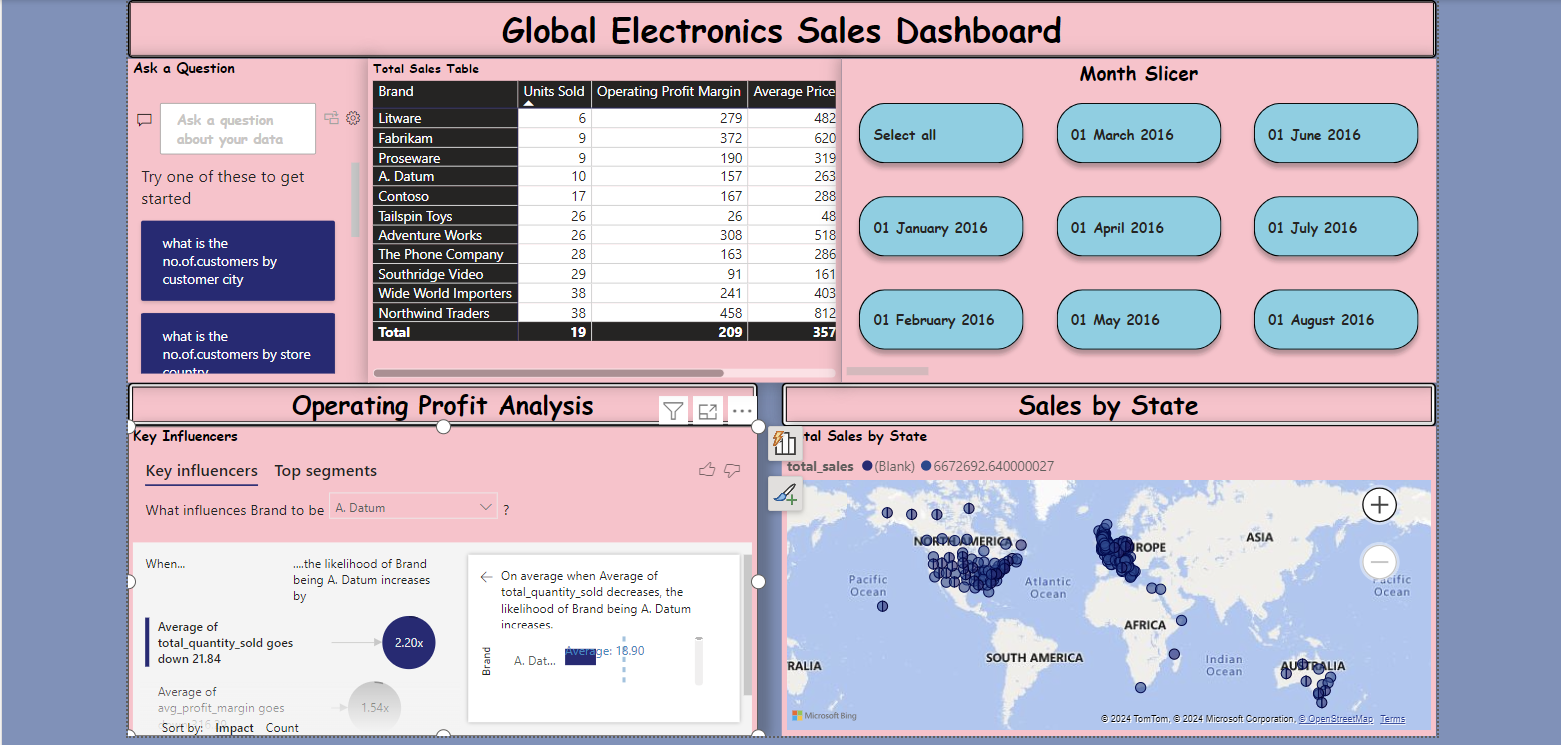 Global Electronics Sales Dashboard
Ask a Question
Ask a question
about your data
Try one of these to get
started
what is the
no.of.customers by
customer city
what is the
no.of.customers by store
country
Total Sales Table
Brand Units Sold Operating Profit Margin Average Price
Litware 6 279 482
Fabrikam 9 372 620
Proseware 9 190 319
A. Datum 10 157 263
Contoso 17 167 288
Tailspin Toys 26 26 48
Adventure Works 26 308 518
The Phone Company 28 163 286
Southridge Video 29 91 161
Wide World Importers 38 241 403
Northwind Traders 38 458 812
Total 19 209 357
Month Slicer
Select all 01 March 2016 01 June 2016
01 January 2016 01 April 2016 01 July 2016
01 February 2016 01 May 2016 01 August 2016
Operating Profit Analysis
Key Influencers
Key influencers Top segments
What influences Brand to be A. Datum ?
When...
....the likelihood of Brand
being A. Datum increases
by
Average of
total_quantity_sold goes
down 21.84
2.20x
Average of
avg_profit_margin goes
1.54x
Sort by: Impact Count
On average when Average of
total_quantity_sold decreases, the
likelihood of Brand being A. Datum
increases.
Average: 18.90
Brand
A. Dat...
Sales by State
tal Sales by State
total_sales (Blank) 6672692.640000027
NORTH AMERICA
EUROPE
ASIA
Pacific
Ocean
Atlantic
Ocean
Pacific
Ocean
AFRICA
SOUTH AMERICA
Indian
Ocean
RALIA
AUSTRALIA
Microsoft Bing
© 2024 TomTom, © 2024 Microsoft Corporation, © OpenStreetMap Terms